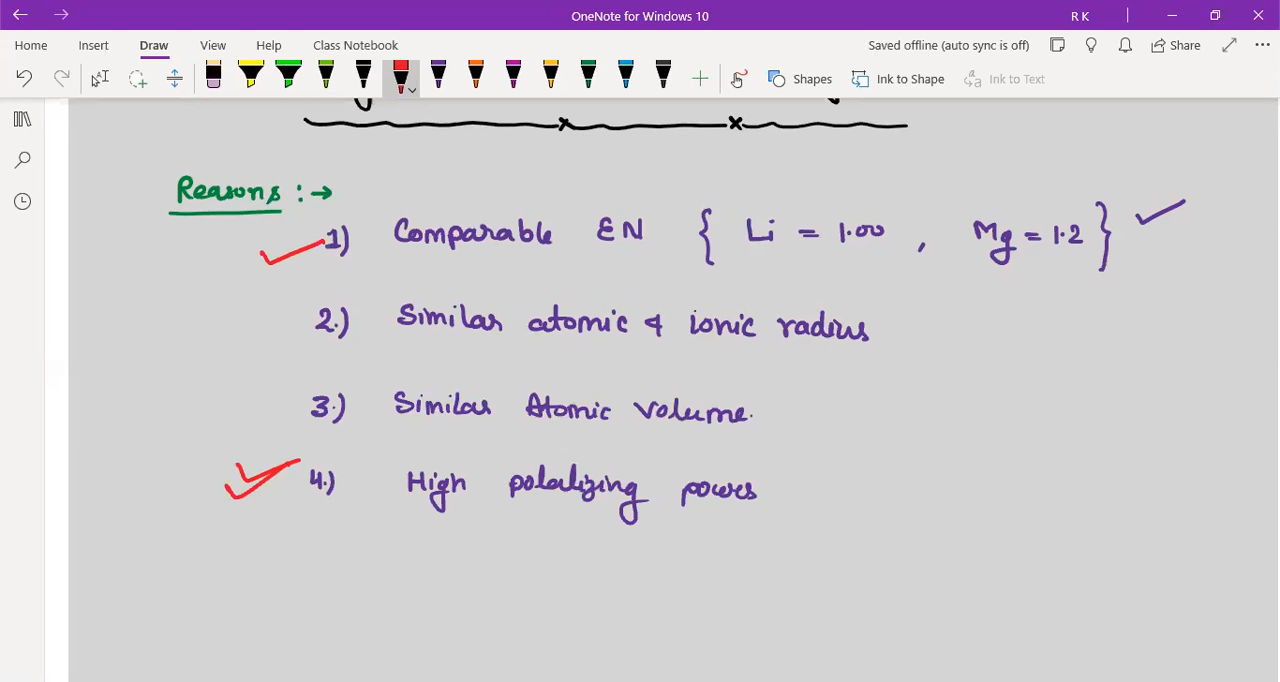 OneNote for Windows 10
R K
Home Insert Draw View Help Class Notebook
Saved offline (auto sync is off) Share
Shapes Ink to Shape Ink to Text
Reasons :→
1) Comparable EN { Li = 1.00 , Mg = 1.2 }
2.) Similar atomic & ionic radius
3.) Similar Atomic volume.
4.) High polalizing power